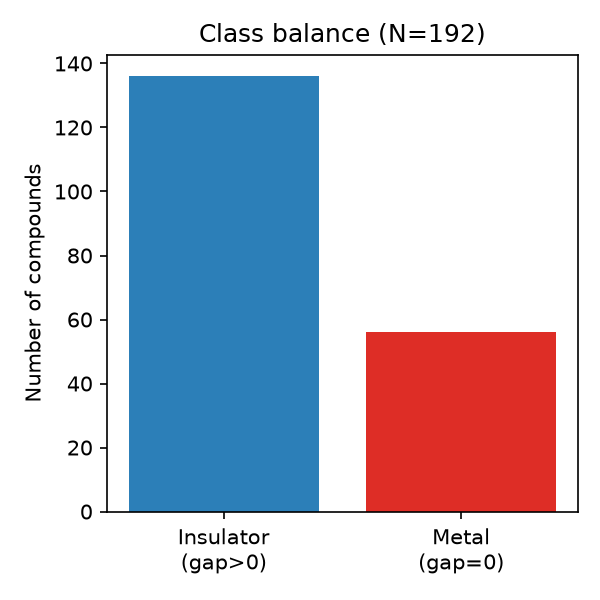 Class balance (N=192)
Number of compounds
140
120
100
80
60
40
20
0
Insulator
(gap>0)
Metal
(gap=0)